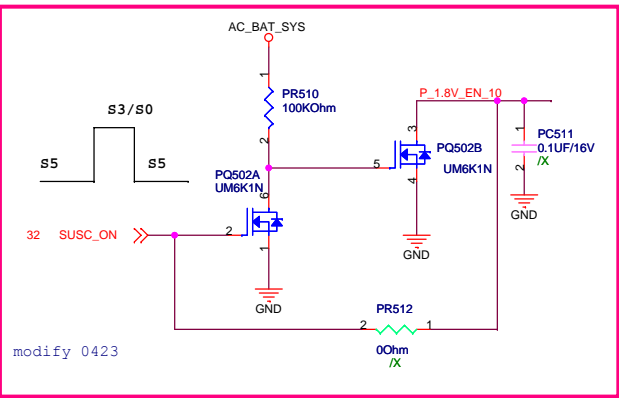 AC_BAT_SYS
1
PR510
100KOhm
2
P_1.8V_EN_10
S3/S0
S5
S5
3
PQ502B
UM6K1N
5
4
1
PC511
0.1UF/16V
/X
2
GND
PQ502A
UM6K1N
6
32 SUSC_ON
2
1
GND
GND
PR512
2
1
0Ohm
/X
modify 0423